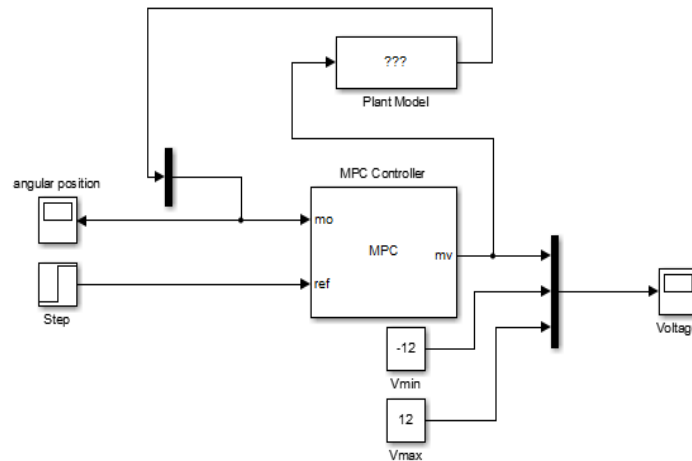 ???
Plant Model
MPC Controller
angular position
mo
MPC
mv
ref
Step
-12
Vmin
Voltag
12
Vmax